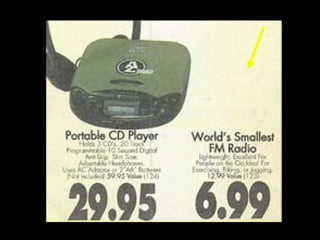 Portable CD Player
Holds 3 CD's, 20 Track
Programmable 10 Second Digital
Anti-Skip, Slim Size,
Adjustable Headphones,
Uses AC Adaptor or 2"AA" Batteries
(Not Included) 59.95 Value (124)
29.95
World's Smallest
FM Radio
Lightweight, Excellent For
People on the Go, Ideal For
Exercising, Biking, or Jogging.
12.99 Value (123)
6.99